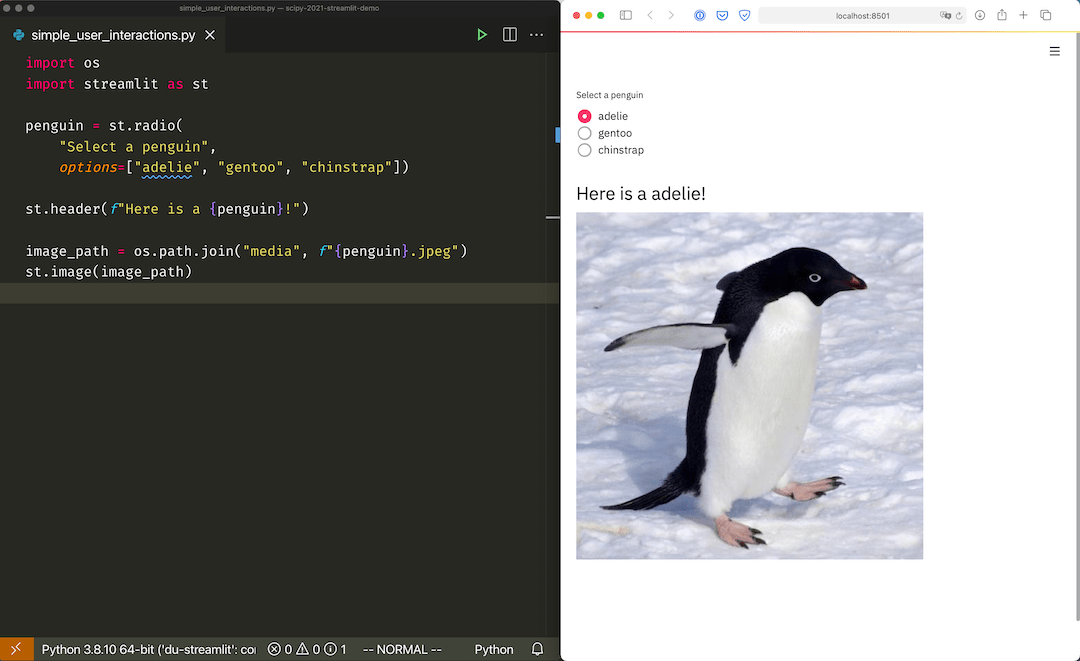 simple_user_interactions.py — scipy-2021-streamlit-demo
simple_user_interactions.py
import os
import streamlit as st
penguin = st.radio(
"Select a penguin",
options=["adelie", "gentoo", "chinstrap"])
st.header(f"Here is a {penguin}!")
image_path = os.path.join("media", f"{penguin}.jpeg")
st.image(image_path)
Python 3.8.10 64-bit ('du-streamlit': con 0 0 1 -- NORMAL -- Python
localhost:8501
Select a penguin
adelie
gentoo
chinstrap
Here is a adelie!